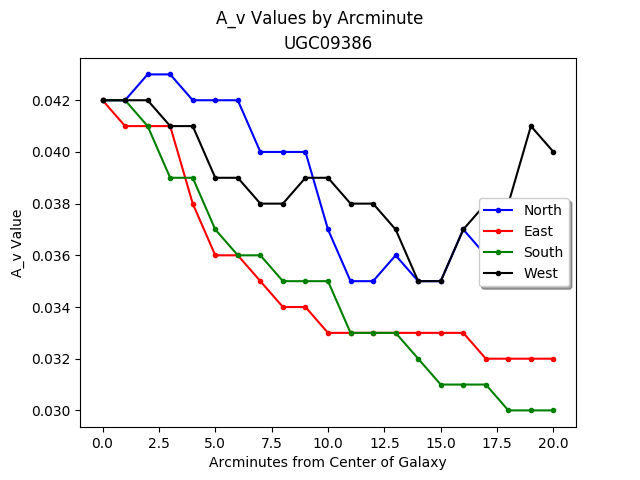 A_v Values by Arcminute
UGC09386
0.042
0.040
0.038
0.036
0.034
0.032
0.030
A_v Value
North
East
South
West
0.0 2.5 5.0 7.5 10.0 12.5 15.0 17.5 20.0
Arcminutes from Center of Galaxy